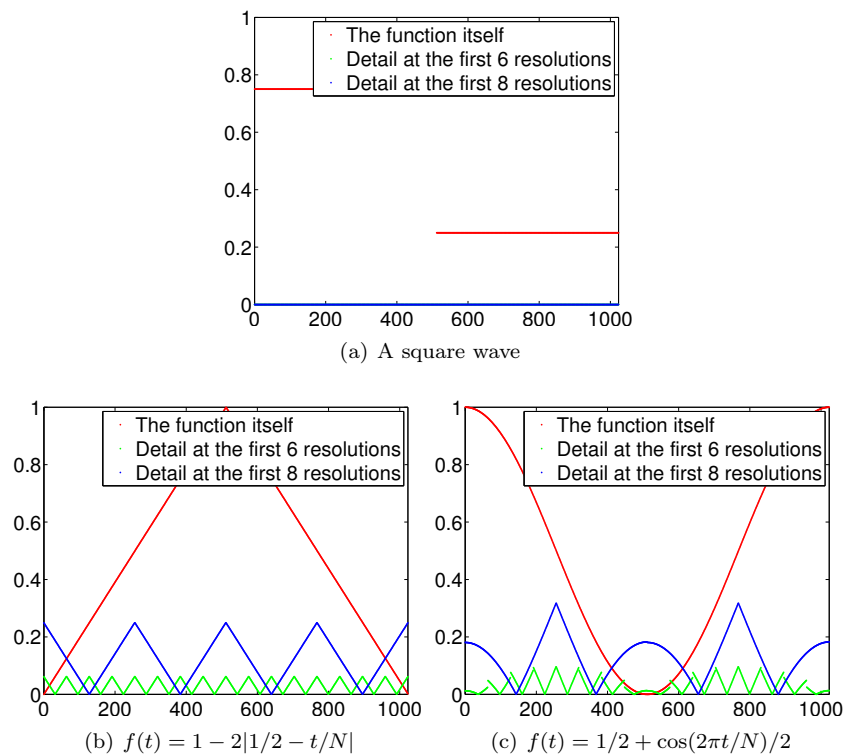 1
0.8
0.6
0.4
0.2
0
0 200 400 600 800 1000
The function itself
Detail at the first 6 resolutions
Detail at the first 8 resolutions
(a) A square wave
1
0.8
0.6
0.4
0.2
0
0 200 400 600 800 1000
The function itself
Detail at the first 6 resolutions
Detail at the first 8 resolutions
(b) f(t) = 1 − 2|1/2 − t/N|
1
0.8
0.6
0.4
0.2
0
0 200 400 600 800 1000
The function itself
Detail at the first 6 resolutions
Detail at the first 8 resolutions
(c) f(t) = 1/2 + cos(2πt/N)/2